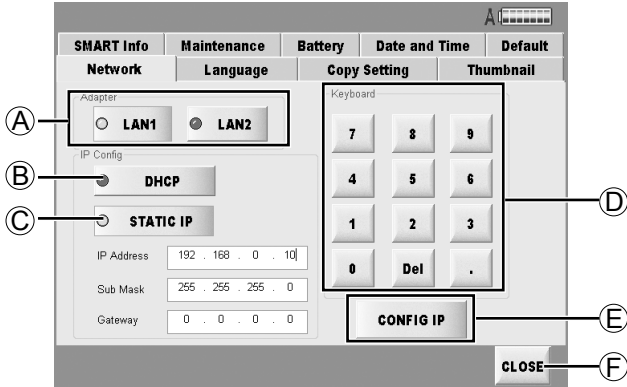 A
SMART Info Maintenance Battery Date and Time Default
Network Language Copy Setting Thumbnail
Adapter
LAN1 LAN2
Keyboard
A
7 8 9
IP Config
B
DHCP
4 5 6
D
C
STATIC IP
1 2 3
IP Address 192 . 168 . 0 . 10
0 Del .
Sub Mask 255 . 255 . 255 . 0
Gateway 0 . 0 . 0 . 0
CONFIG IP
E
CLOSE
F